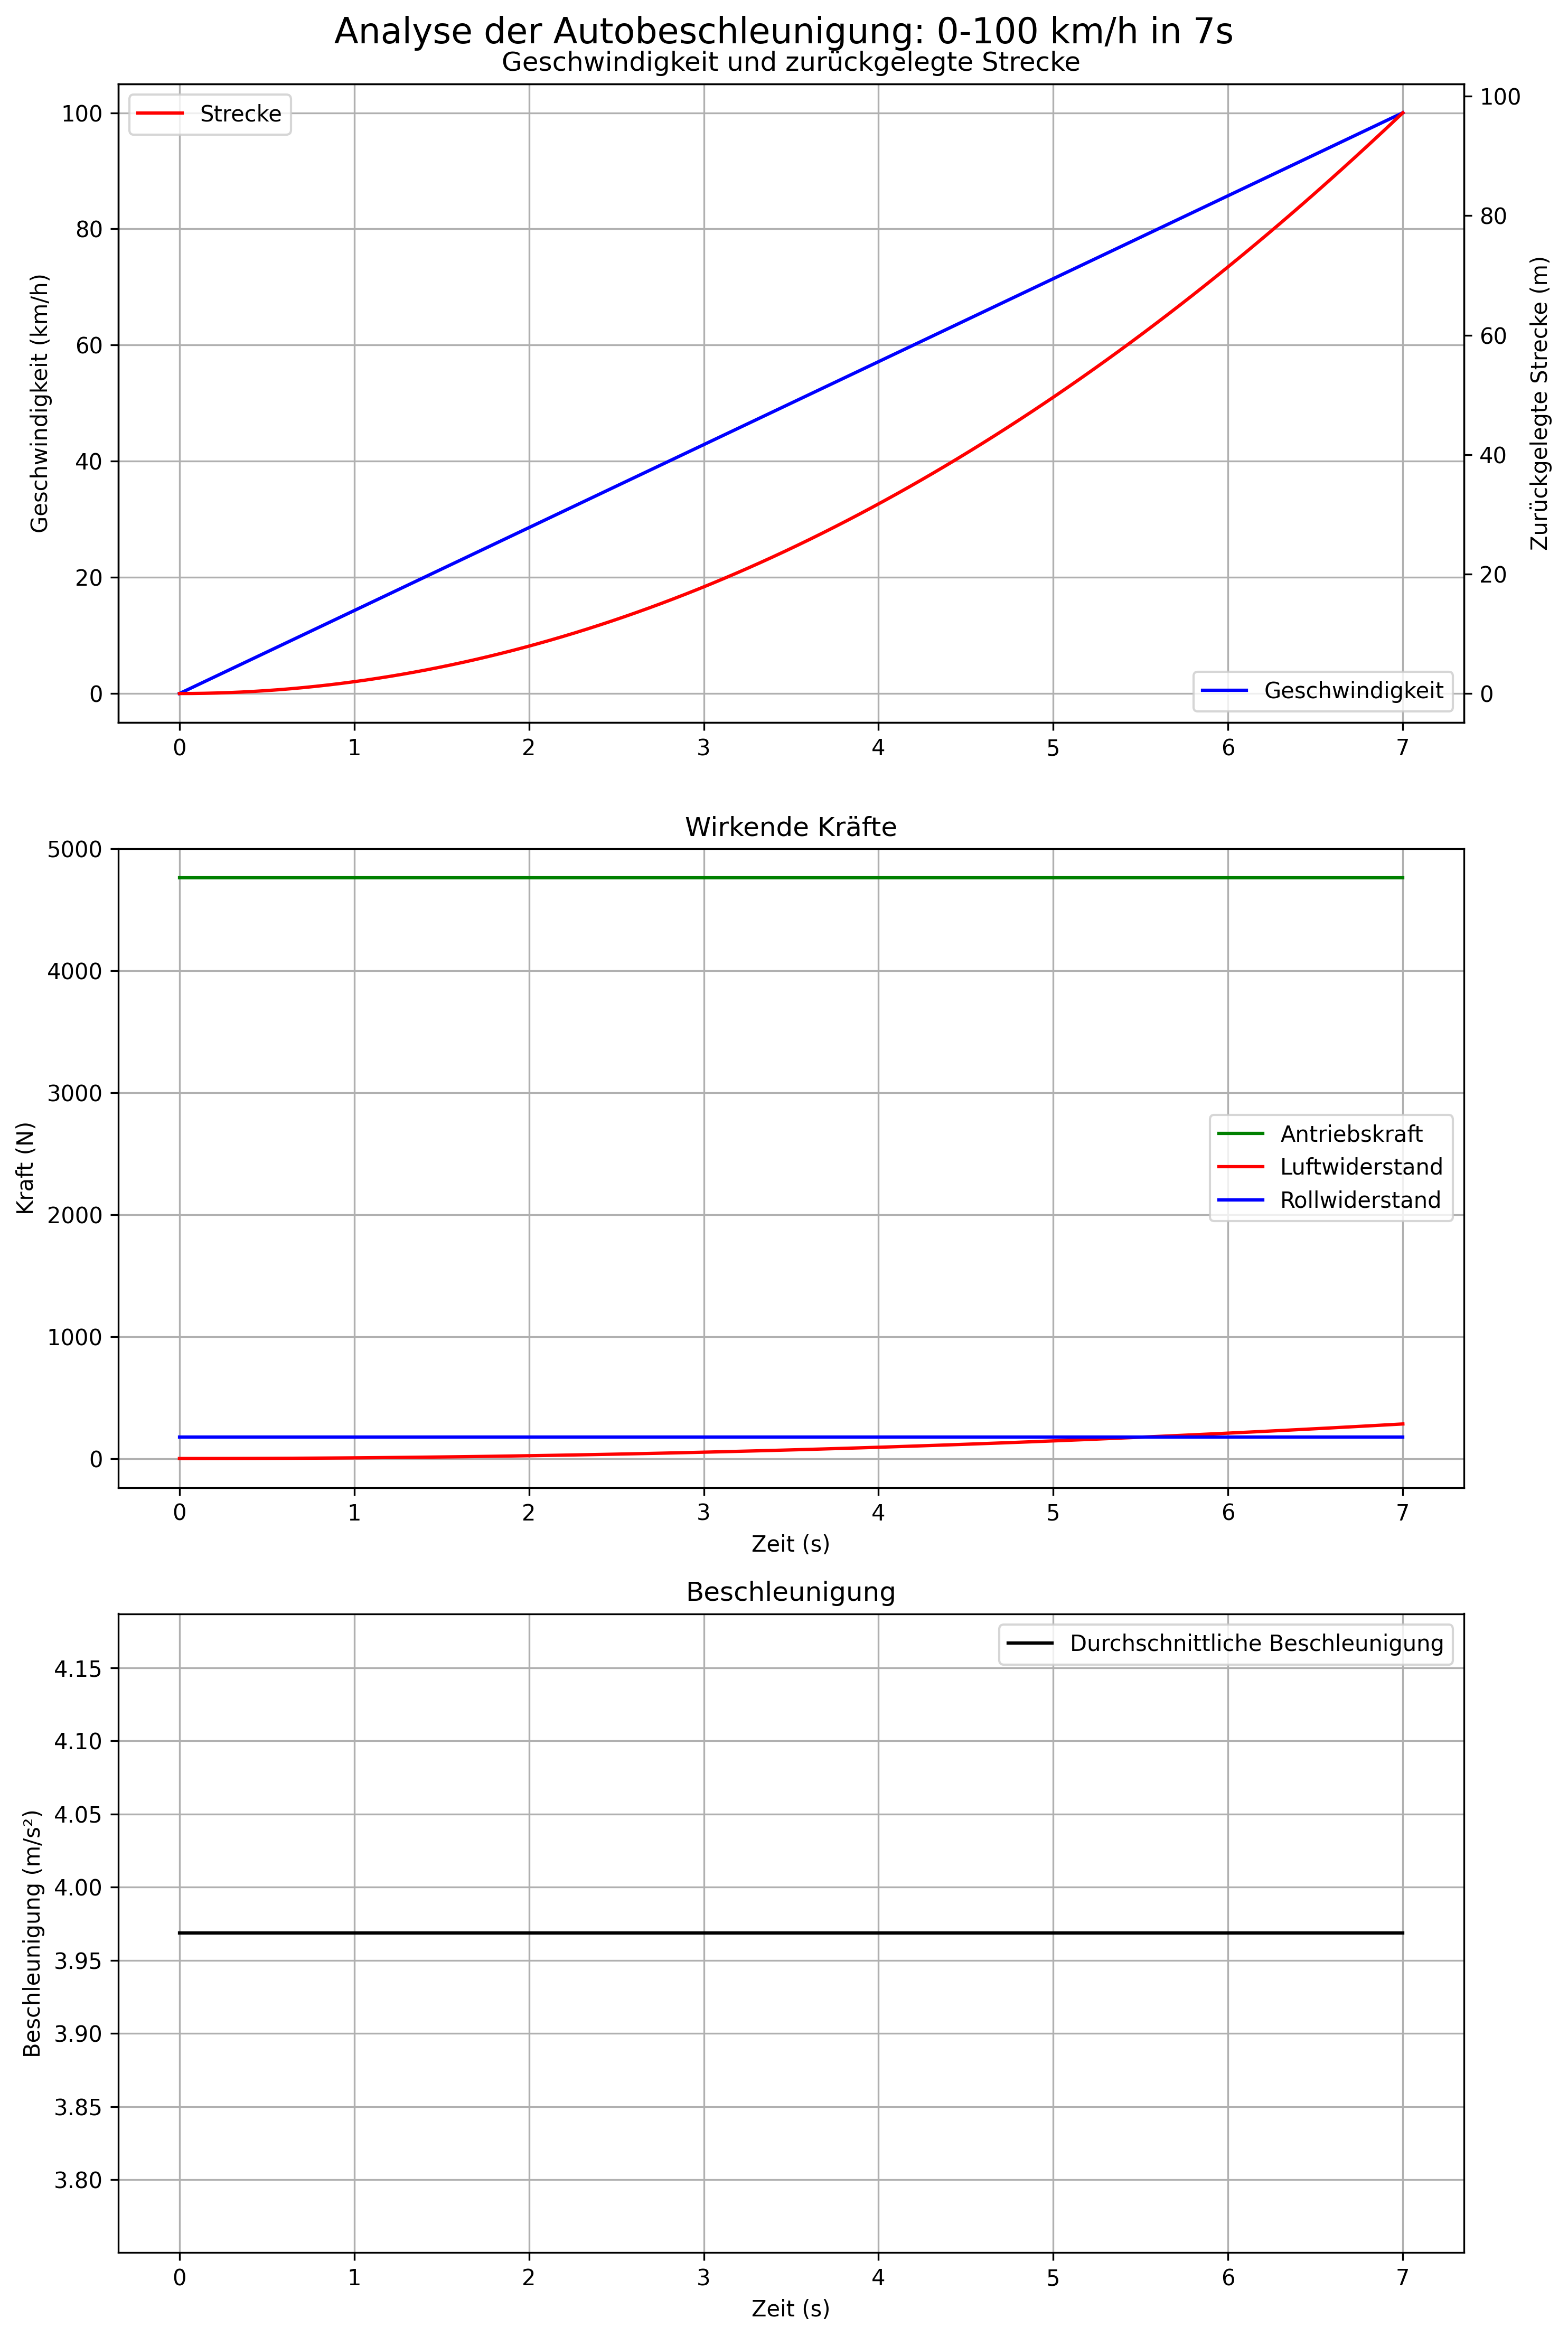 Analyse der Autobeschleunigung: 0-100 km/h in 7s
Geschwindigkeit und zurückgelegte Strecke
Strecke
Geschwindigkeit
Geschwindigkeit (km/h)
100
80
60
40
20
0
Zurückgelegte Strecke (m)
100
80
60
40
20
0
0 1 2 3 4 5 6 7
Wirkende Kräfte
Kraft (N)
5000
4000
3000
2000
1000
0
Antriebskraft
Luftwiderstand
Rollwiderstand
0 1 2 3 4 5 6 7
Zeit (s)
Beschleunigung
Durchschnittliche Beschleunigung
Beschleunigung (m/s²)
4.15
4.10
4.05
4.00
3.95
3.90
3.85
3.80
0 1 2 3 4 5 6 7
Zeit (s)